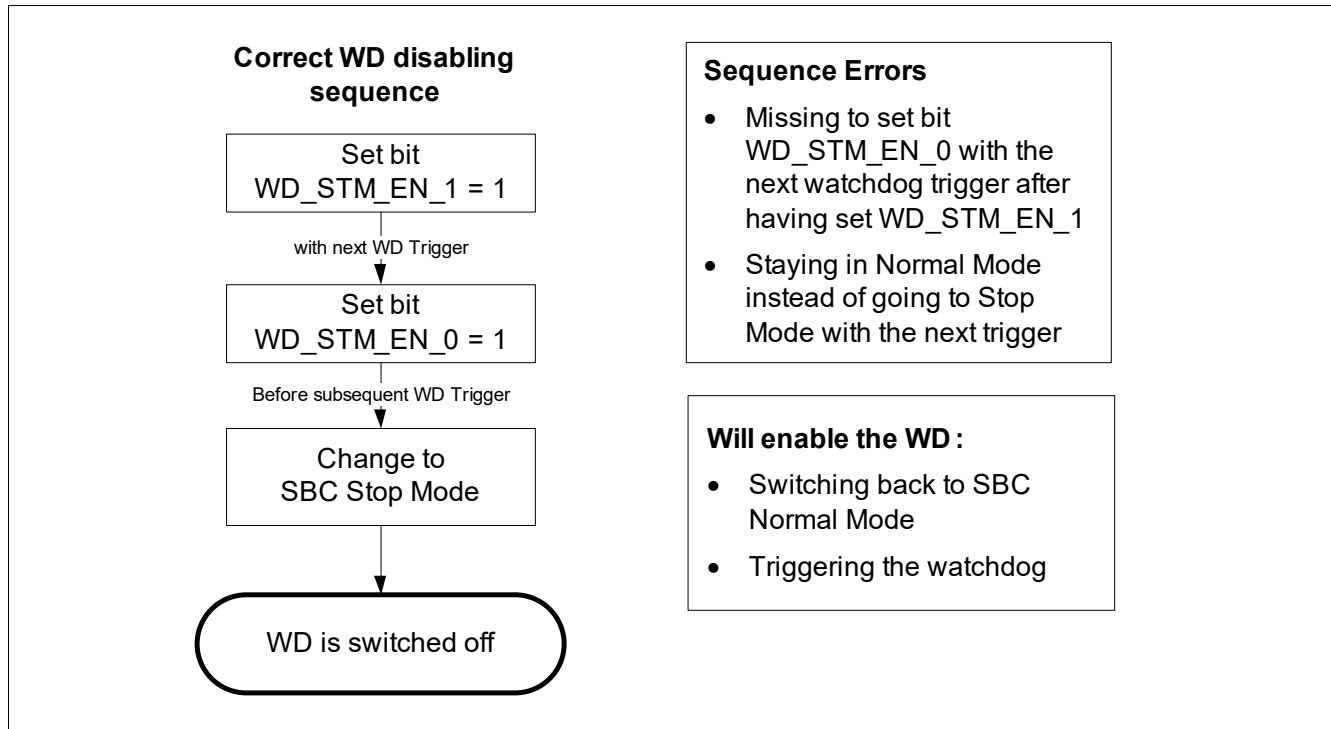 Correct WD disabling
sequence
Set bit
WD_STM_EN_1 = 1
with next WD Trigger
Set bit
WD_STM_EN_0 = 1
Before subsequent WD Trigger
Change to
SBC Stop Mode
WD is switched off
Sequence Errors
• Missing to set bit
WD_STM_EN_0 with the
next watchdog trigger after
having set WD_STM_EN_1
• Staying in Normal Mode
instead of going to Stop
Mode with the next trigger
Will enable the WD :
• Switching back to SBC
Normal Mode
• Triggering the watchdog